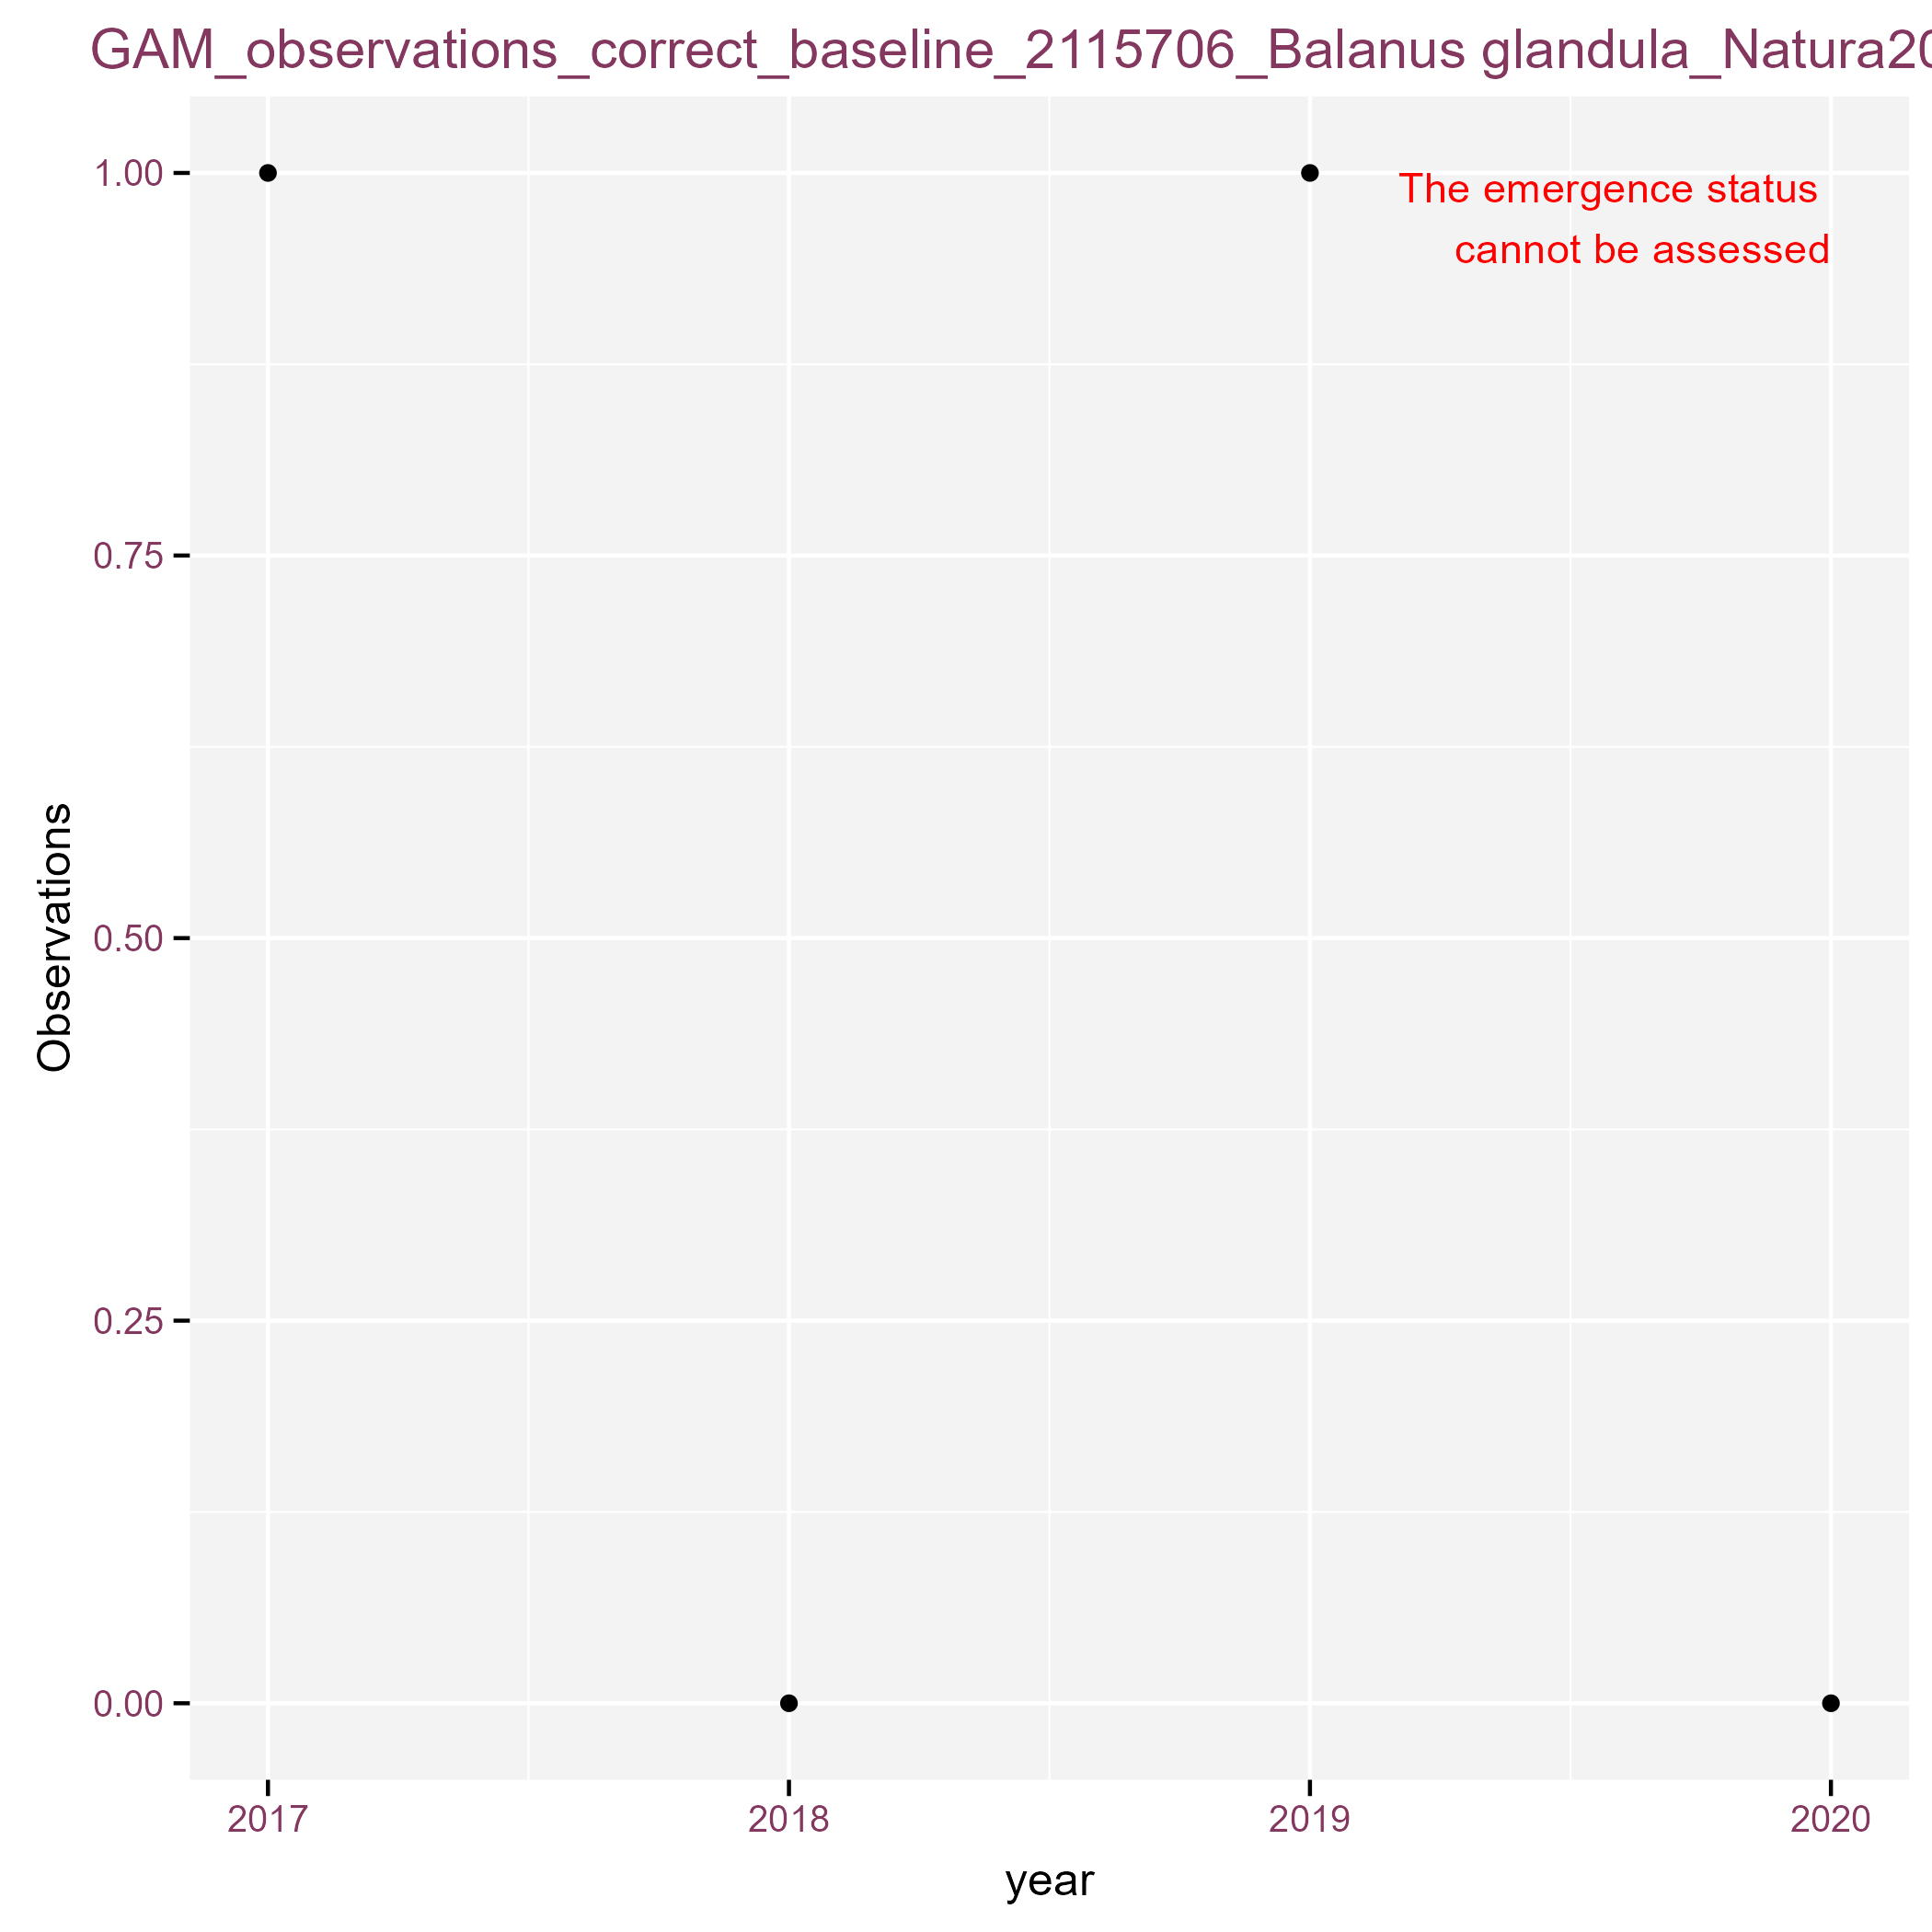 GAM_observations_correct_baseline_2115706_Balanus glandula_Natura20
1.00
The emergence status
cannot be assessed
0.75
Observations
0.50
0.25
0.00
2017 2018 2019 2020
year